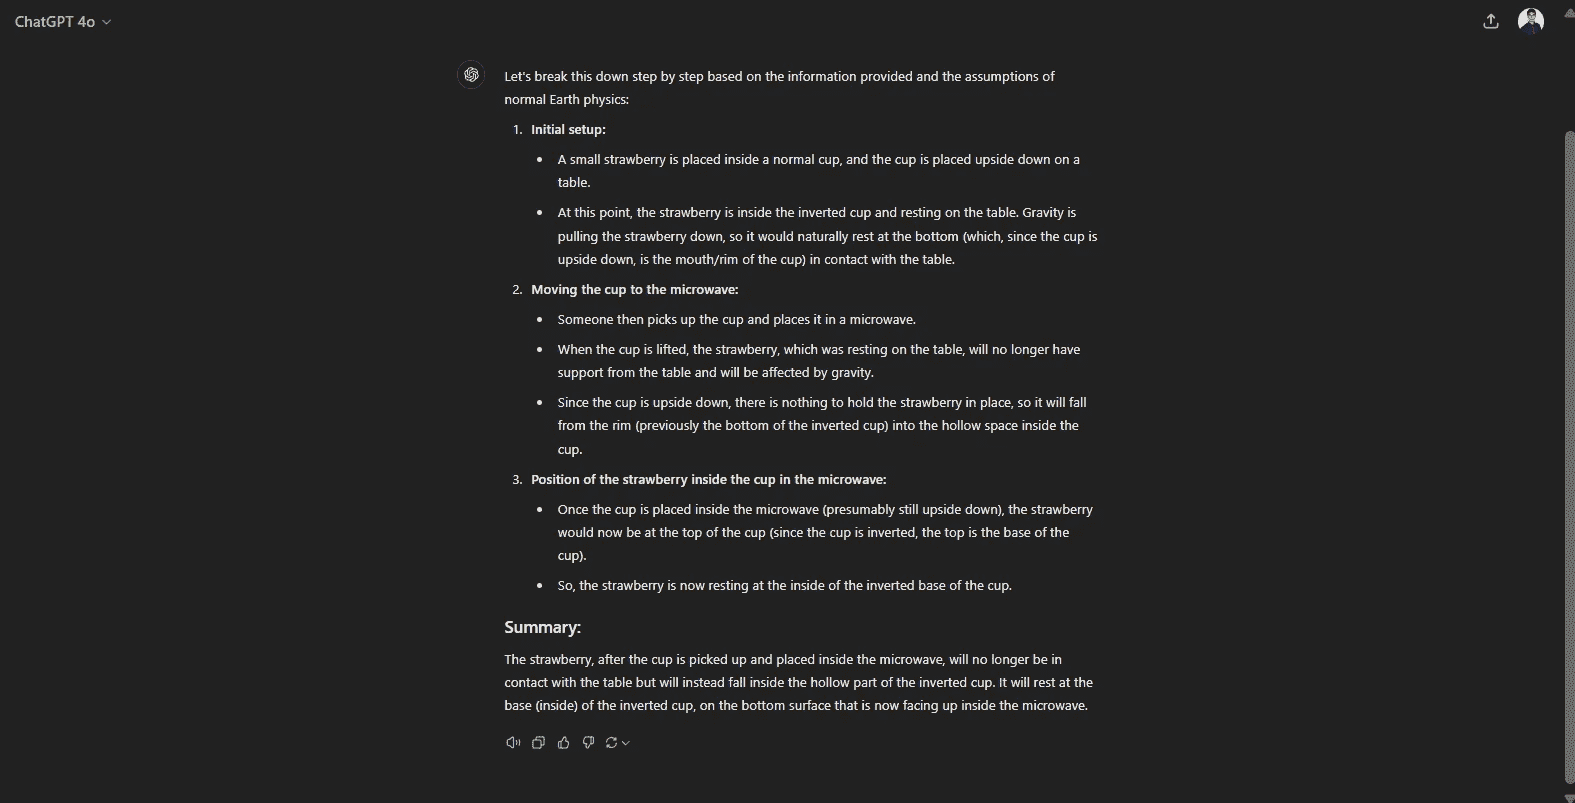 ChatGPT 4o
Let's break this down step by step based on the information provided and the assumptions of
normal Earth physics:
1. Initial setup:
• A small strawberry is placed inside a normal cup, and the cup is placed upside down on a
table.
• At this point, the strawberry is inside the inverted cup and resting on the table. Gravity is
pulling the strawberry down, so it would naturally rest at the bottom (which, since the cup is
upside down, is the mouth/rim of the cup) in contact with the table.
2. Moving the cup to the microwave:
• Someone then picks up the cup and places it in a microwave.
• When the cup is lifted, the strawberry, which was resting on the table, will no longer have
support from the table and will be affected by gravity.
• Since the cup is upside down, there is nothing to hold the strawberry in place, so it will fall
from the rim (previously the bottom of the inverted cup) into the hollow space inside the
cup.
3. Position of the strawberry inside the cup in the microwave:
• Once the cup is placed inside the microwave (presumably still upside down), the strawberry
would now be at the top of the cup (since the cup is inverted, the top is the base of the
cup).
• So, the strawberry is now resting at the inside of the inverted base of the cup.
Summary:
The strawberry, after the cup is picked up and placed inside the microwave, will no longer be in
contact with the table but will instead fall inside the hollow part of the inverted cup. It will rest at the
base (inside) of the inverted cup, on the bottom surface that is now facing up inside the microwave.